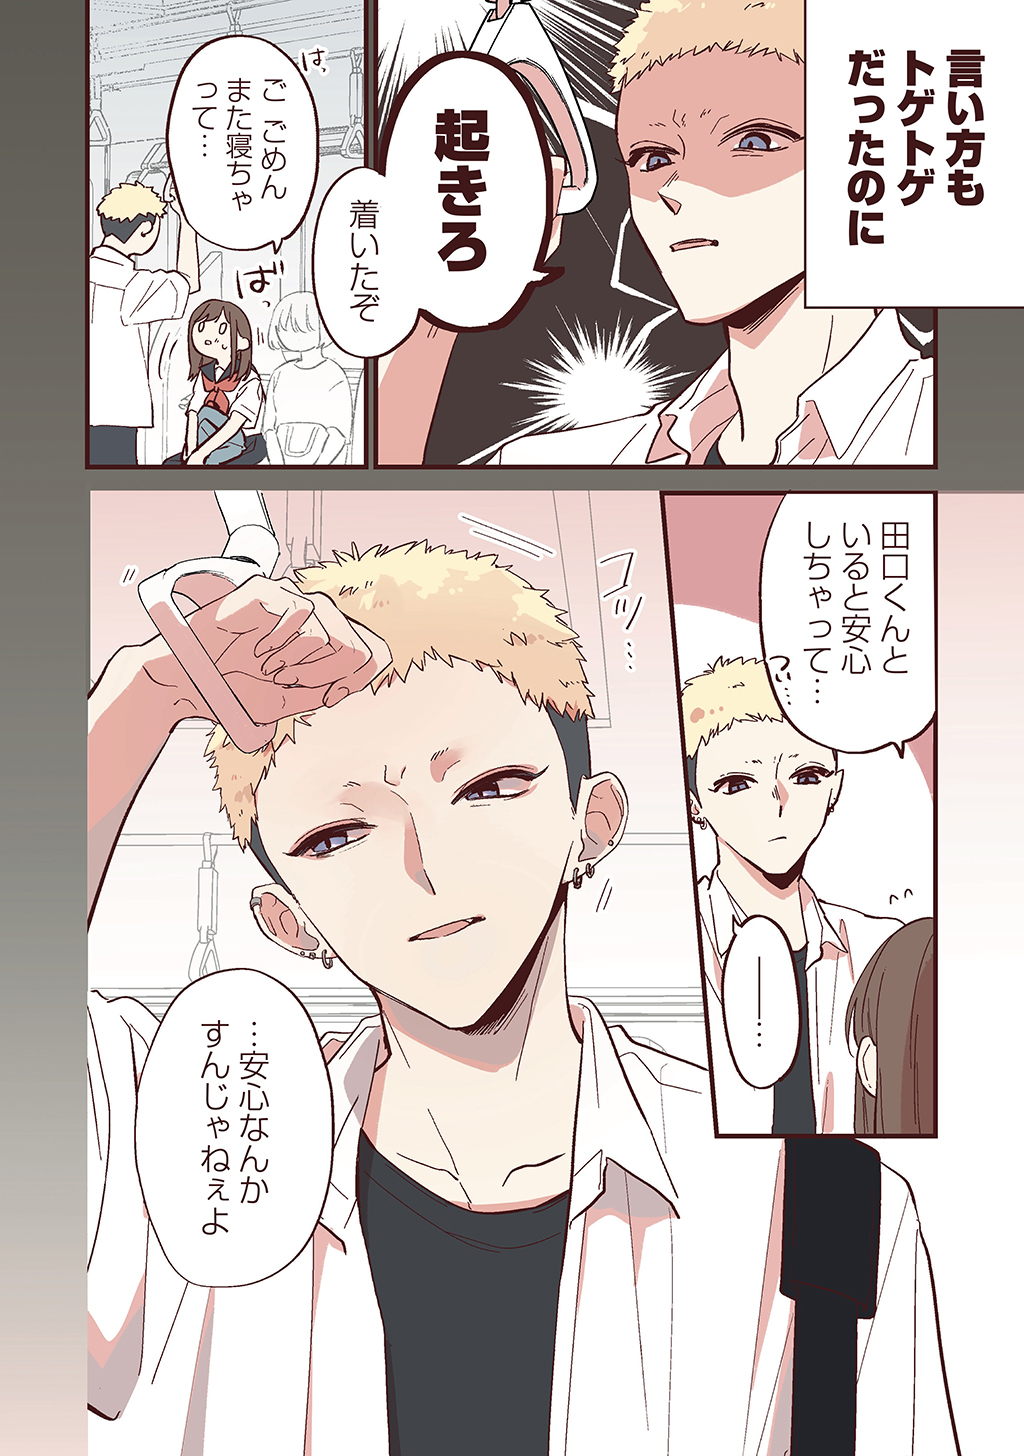 言い方も
トゲトゲ
だったのに
起きろ
着いたぞ
はっ
ご ごめん
また寝ちゃ
って…
ばっ
田口くんと
いると安心
しちゃって…
つい…
――…
コツ…
…安心なんか
すんじゃねぇよ